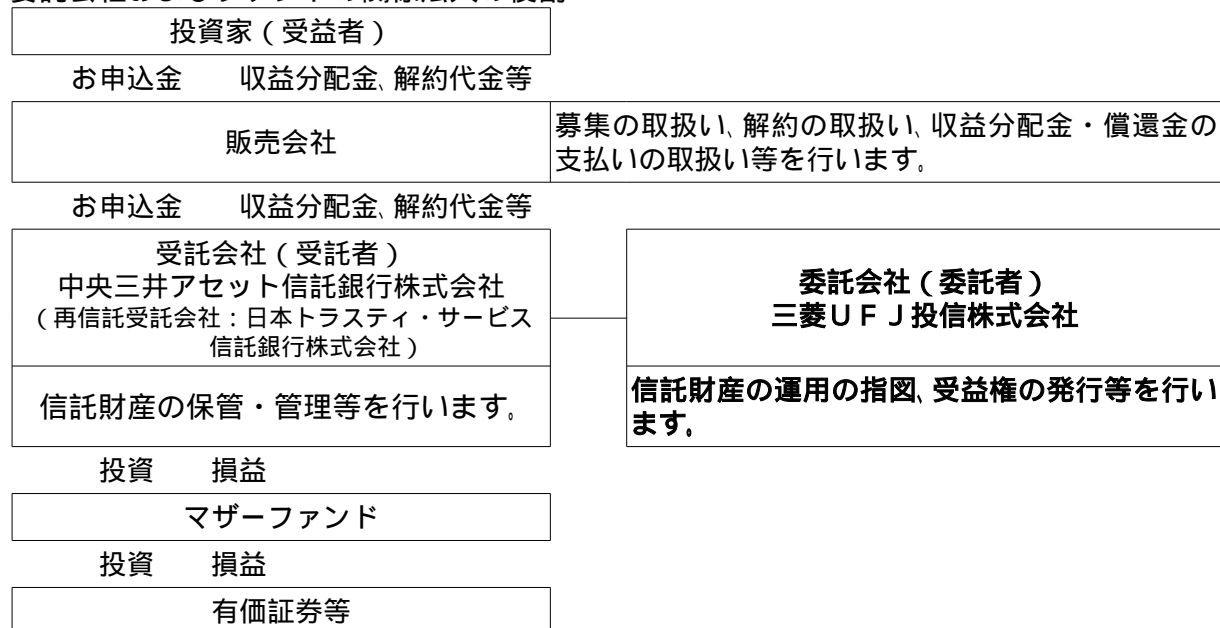 投資家（受益者）
お申込金　収益分配金、解約代金等
販売会社
募集の取扱い、解約の取扱い、収益分配金・償還金の
支払いの取扱い等を行います。
お申込金　収益分配金、解約代金等
受託会社（受託者）
中央三井アセット信託銀行株式会社
（再信託受託会社：日本トラスティ・サービス
信託銀行株式会社）
委託会社（委託者）
三菱ＵＦＪ投信株式会社
信託財産の保管・管理等を行います。
信託財産の運用の指図、受益権の発行等を行い
ます。
投資　損益
マザーファンド
投資　損益
有価証券等